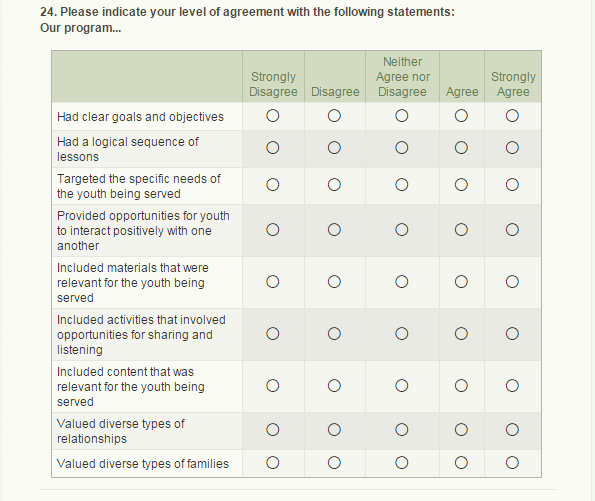 24. Please indicate your level of agreement with the following statements:
Our program...
Strongly Disagree
Disagree
Neither Agree nor Disagree
Agree
Strongly Agree
Had clear goals and objectives
Had a logical sequence of
lessons
Targeted the specific needs of
the youth being served
Provided opportunities for youth
to interact positively with one
another
Included materials that were
relevant for the youth being
served
Included activities that involved
opportunities for sharing and
listening
Included content that was
relevant for the youth being
served
Valued diverse types of
relationships
Valued diverse types of families